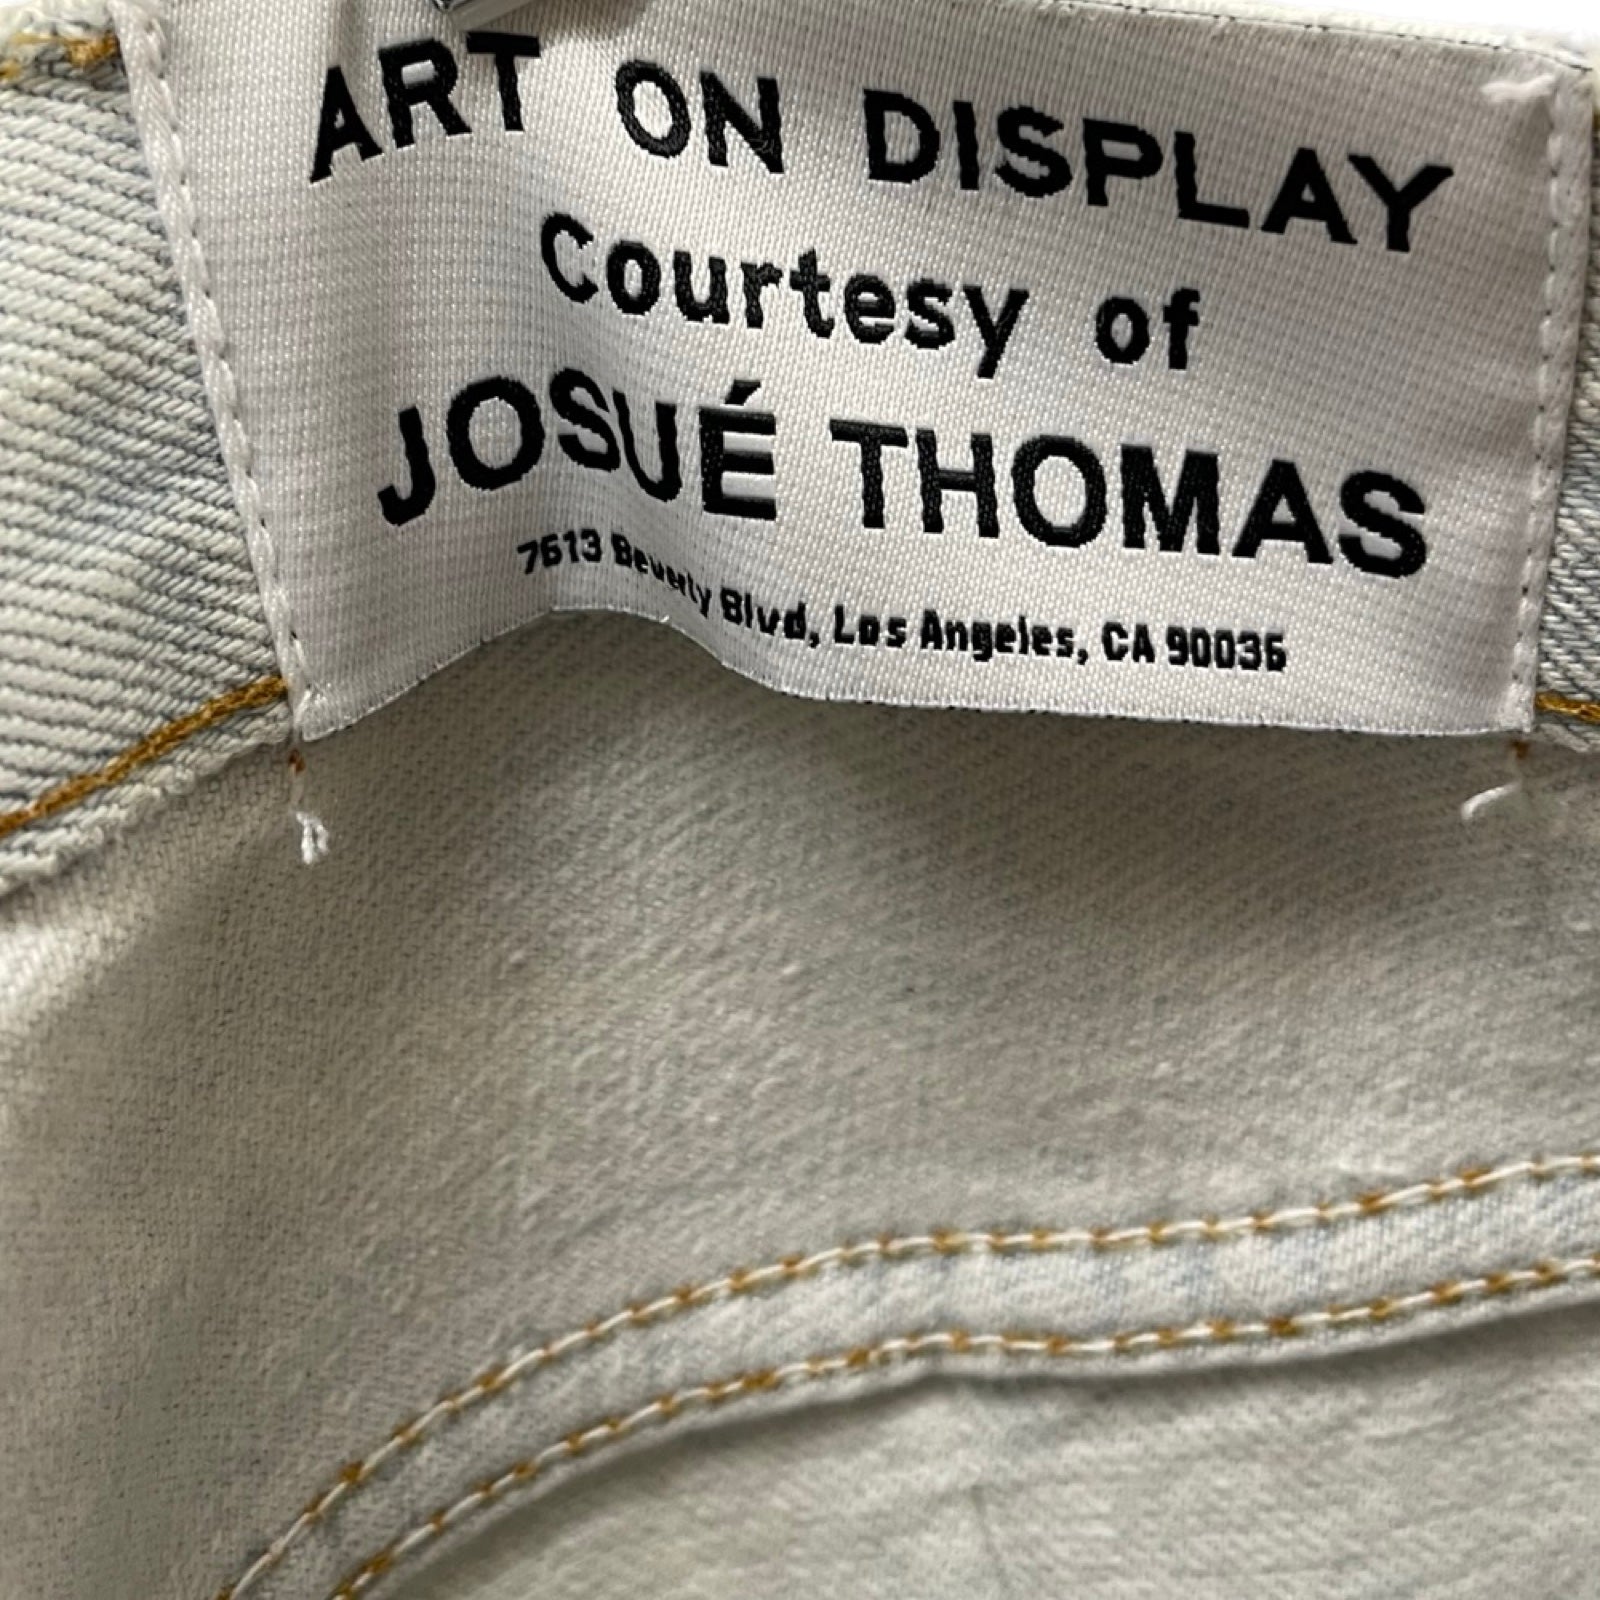 ART ON DISPLAY
Courtesy of
JOSUÉ THOMAS
7613 Beverly Blvd, Los Angeles, CA 90036